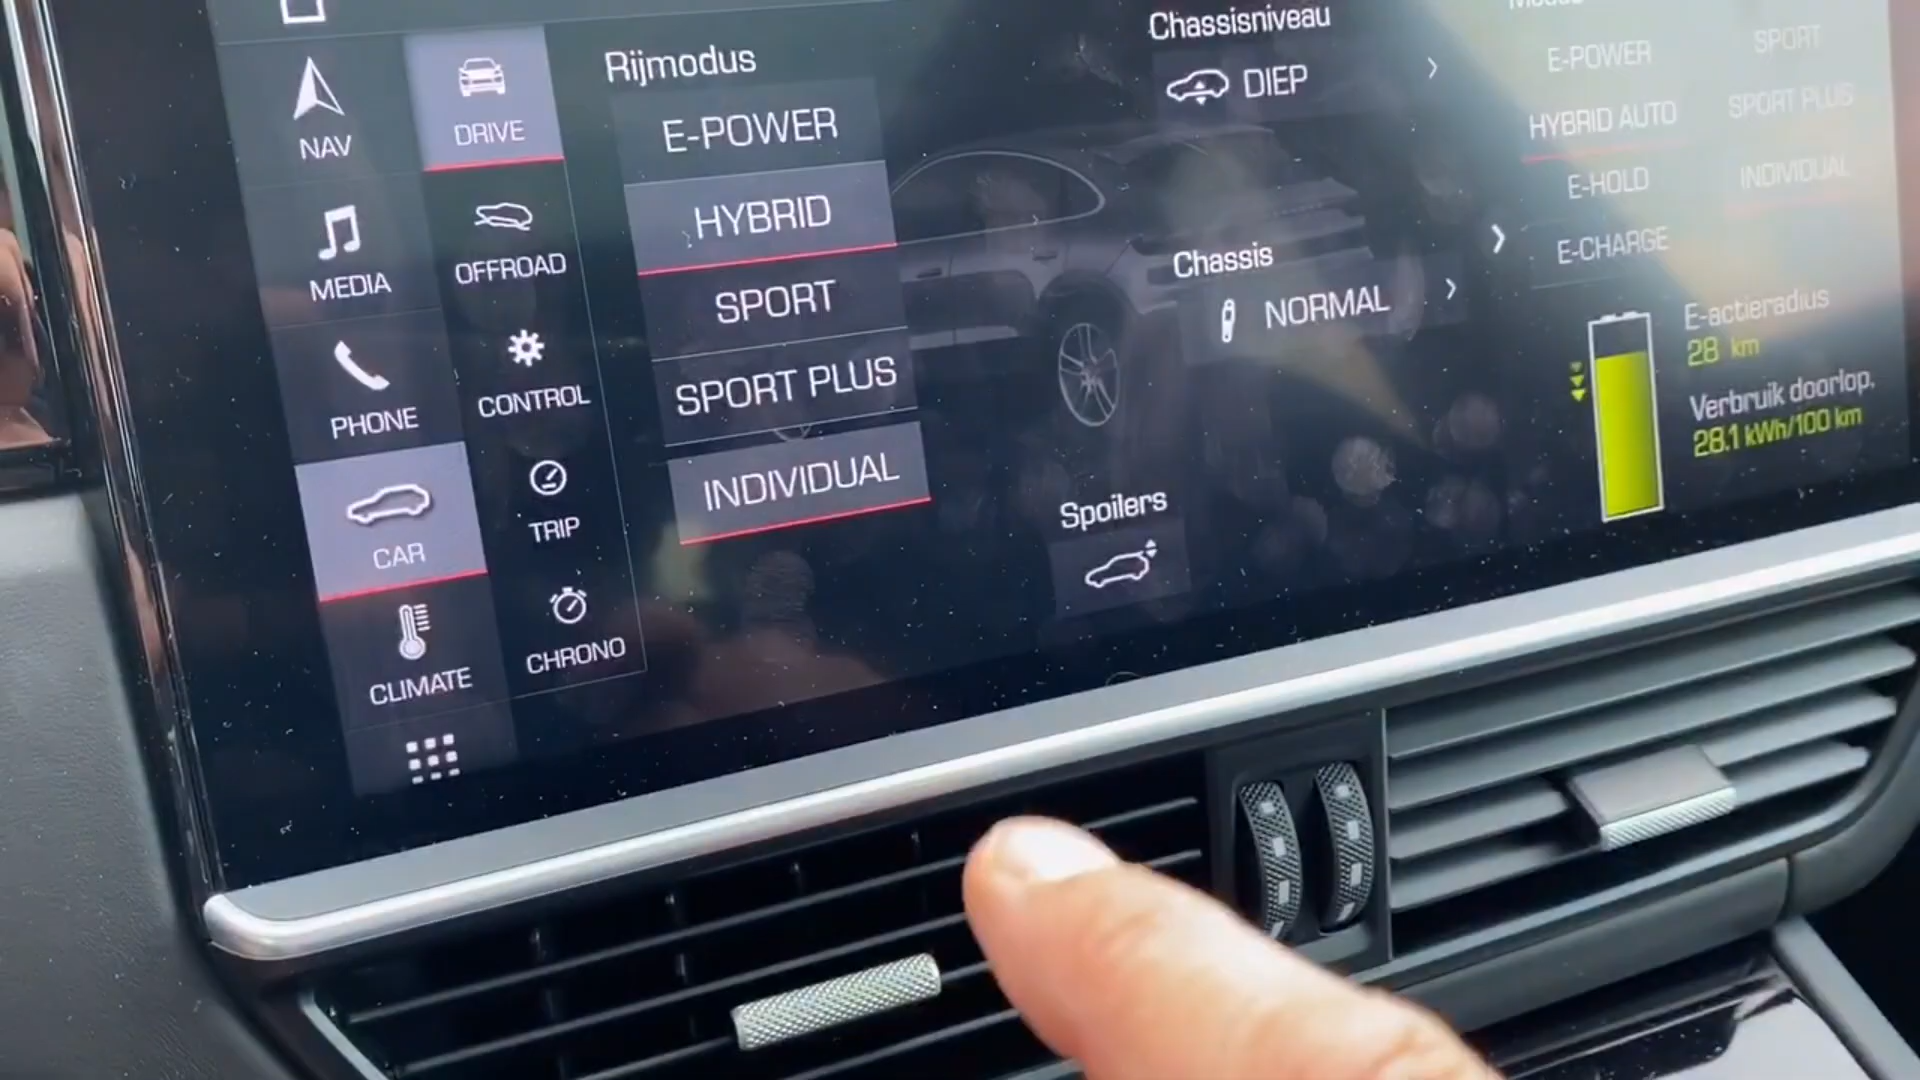 NAV
MEDIA
PHONE
CAR
CLIMATE
DRIVE
OFFROAD
CONTROL
TRIP
CHRONO
Rijmodus
E-POWER
HYBRID
SPORT
SPORT PLUS
INDIVIDUAL
Chassisniveau
DIEP
Chassis
NORMAL
Spoilers
E-POWER
HYBRID AUTO
E-HOLD
E-CHARGE
SPORT
SPORT PLUS
INDIVIDUAL
E-actieradius
28 km
Verbruik doorlop.
28.1 kWh/100 km